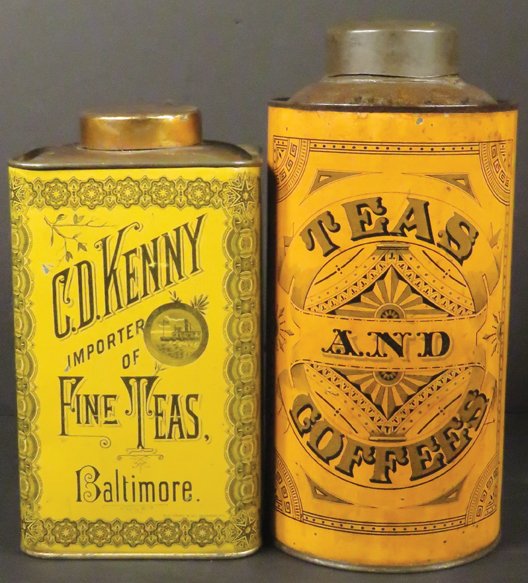 C.D. KENNY
IMPORTER
OF
FINE TEAS,
Baltimore.
TEAS
AND
COFFEES